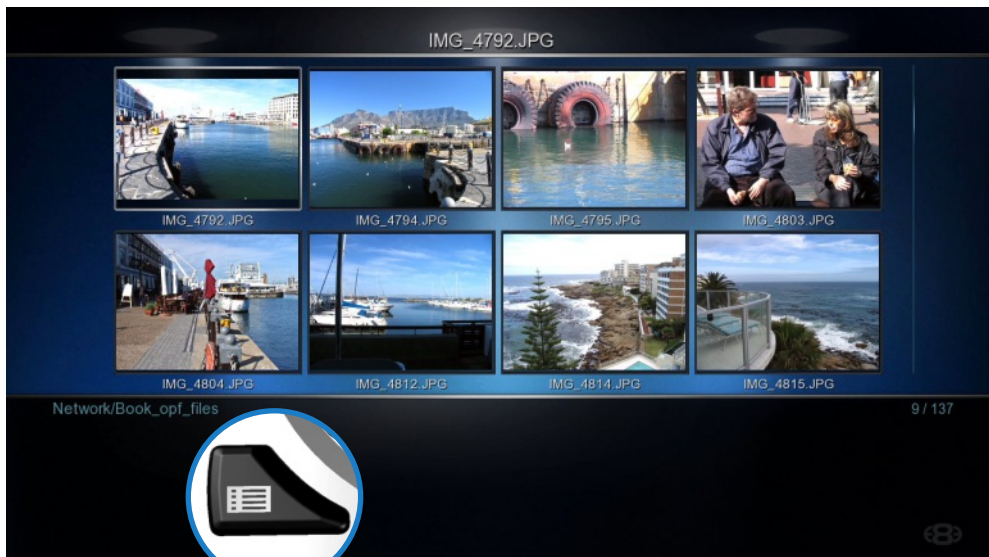 IMG_4792.JPG
IMG_4792.JPG
IMG_4794.JPG
IMG_4795.JPG
IMG_4803.JPG
IMG_4804.JPG
IMG_4812.JPG
IMG_4814.JPG
IMG_4815.JPG
Network/Book_opf_files
9 / 137